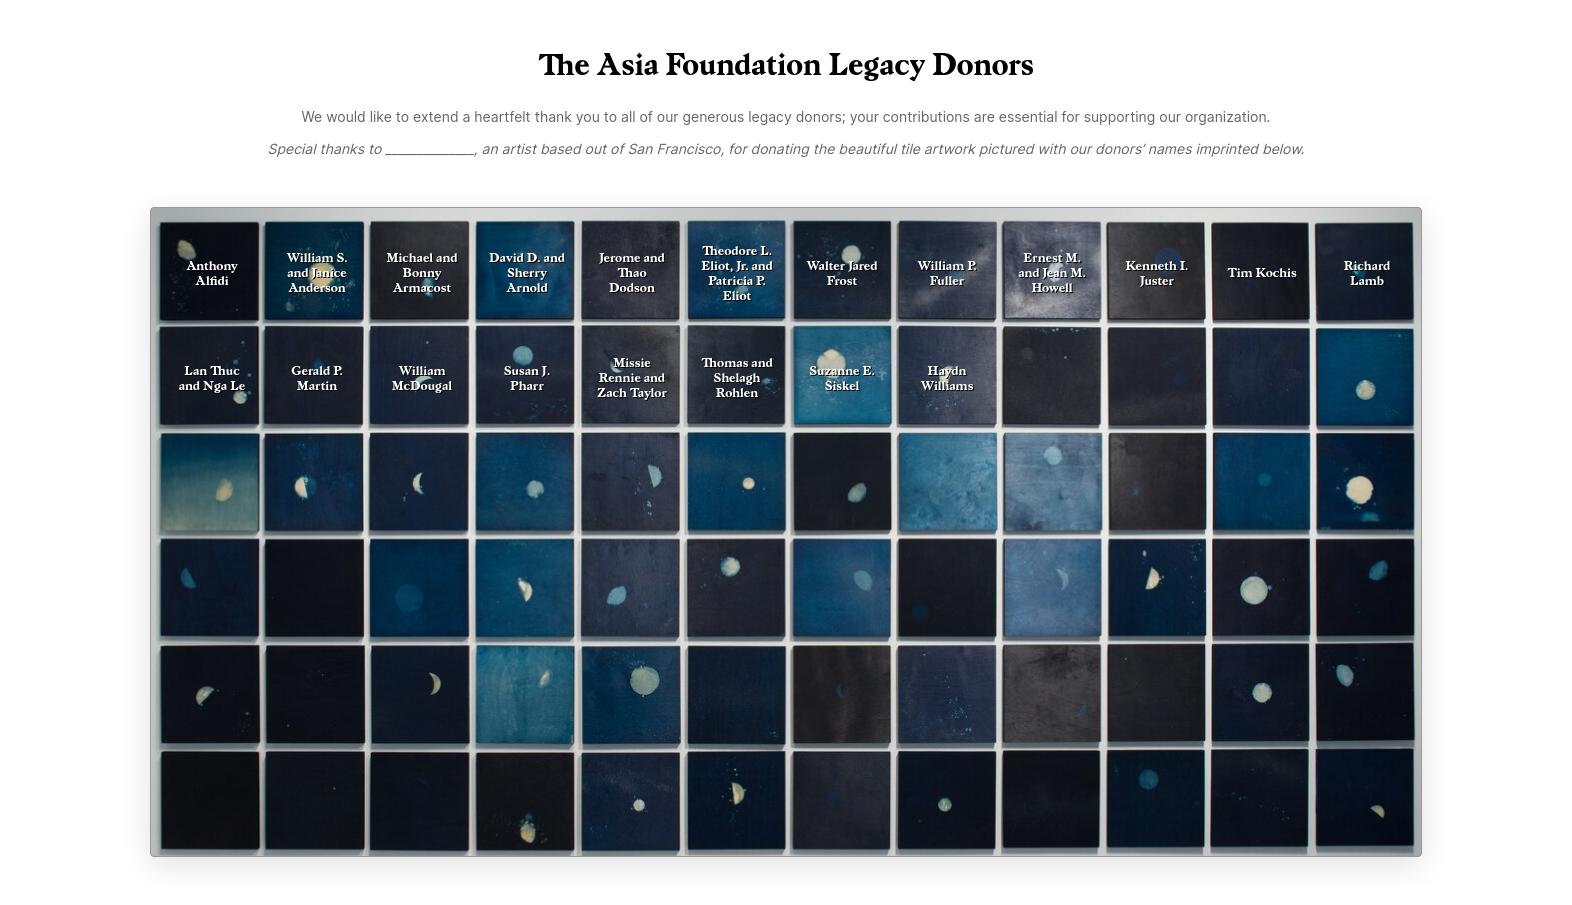 The Asia Foundation Legacy Donors
We would like to extend a heartfelt thank you to all of our generous legacy donors; your contributions are essential for supporting our organization.
Special thanks to _____________, an artist based out of San Francisco, for donating the beautiful tile artwork pictured with our donors’ names imprinted below.
Anthony
Alfidi
William S.
and Janice
Anderson
Michael and
Bonny
Armacost
David D. and
Sherry
Arnold
Jerome and
Thao
Dodson
Theodore L.
Eliot, Jr. and
Patricia P.
Eliot
Walter Jared
Frost
William P.
Fuller
Ernest M.
and Jean M.
Howell
Kenneth I.
Juster
Tim Kochis
Richard
Lamb
Lan Thuc
and Nga Le
Gerald P.
Martin
William
McDougal
Susan J.
Pharr
Missie
Rennie and
Zach Taylor
Thomas and
Shelagh
Rohlen
Suzanne E.
Siskel
Haydn
Williams